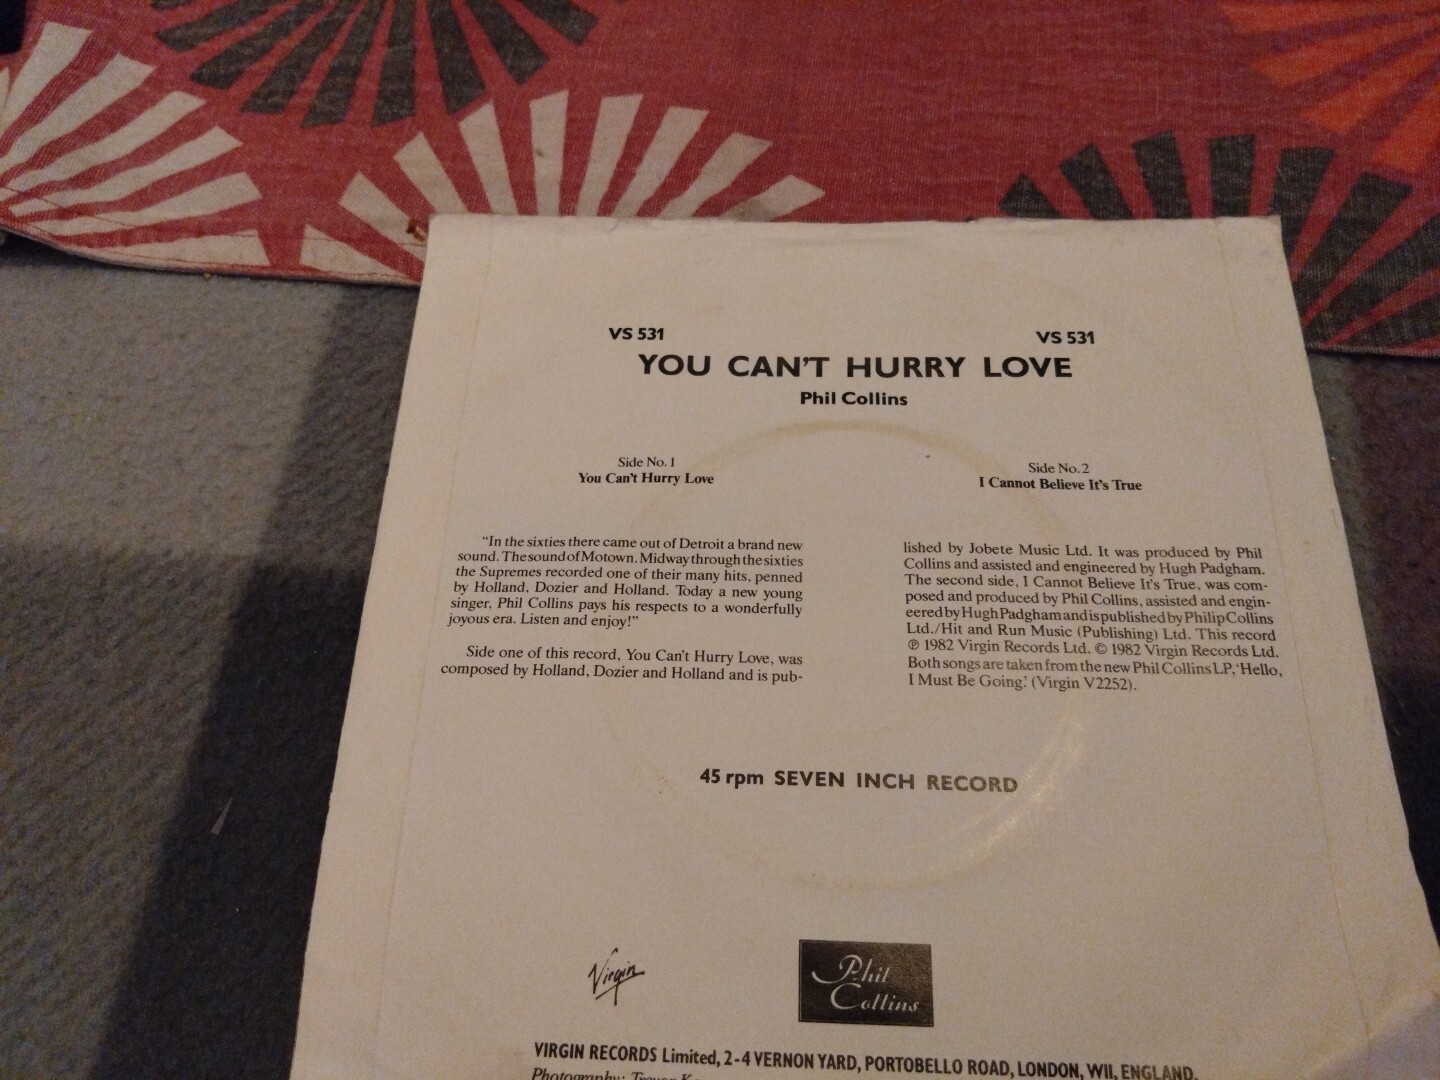 VS 531 VS 531
YOU CAN'T HURRY LOVE
Phil Collins
Side No. 1
You Can't Hurry Love
Side No. 2
I Cannot Believe It's True
"In the sixties there came out of Detroit a brand new
sound. The sound of Motown. Midway through the sixties
the Supremes recorded one of their many hits, penned
by Holland, Dozier and Holland. Today a new young
singer, Phil Collins pays his respects to a wonderfully
joyous era. Listen and enjoy!"
Side one of this record, You Can't Hurry Love, was
composed by Holland, Dozier and Holland and is pub-
lished by Jobete Music Ltd. It was produced by Phil
Collins and assisted and engineered by Hugh Padgham.
The second side, I Cannot Believe It's True, was com-
posed and produced by Phil Collins, assisted and engin-
eered by Hugh Padgham and is published by Philip Collins
Ltd./Hit and Run Music (Publishing) Ltd. This record
℗ 1982 Virgin Records Ltd. © 1982 Virgin Records Ltd.
Both songs are taken from the new Phil Collins LP, 'Hello,
I Must Be Going.' (Virgin V2252).
45 rpm SEVEN INCH RECORD
Virgin
Phil
Collins
VIRGIN RECORDS Limited, 2-4 VERNON YARD, PORTOBELLO ROAD, LONDON, W11, ENGLAND.
Photography: Trevor